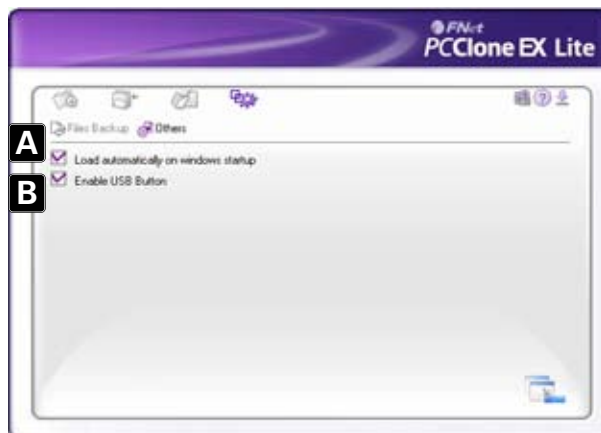 FNet
PCClone EX Lite
Files Backup Others
A
Load automatically on windows startup
B
Enable USB Button